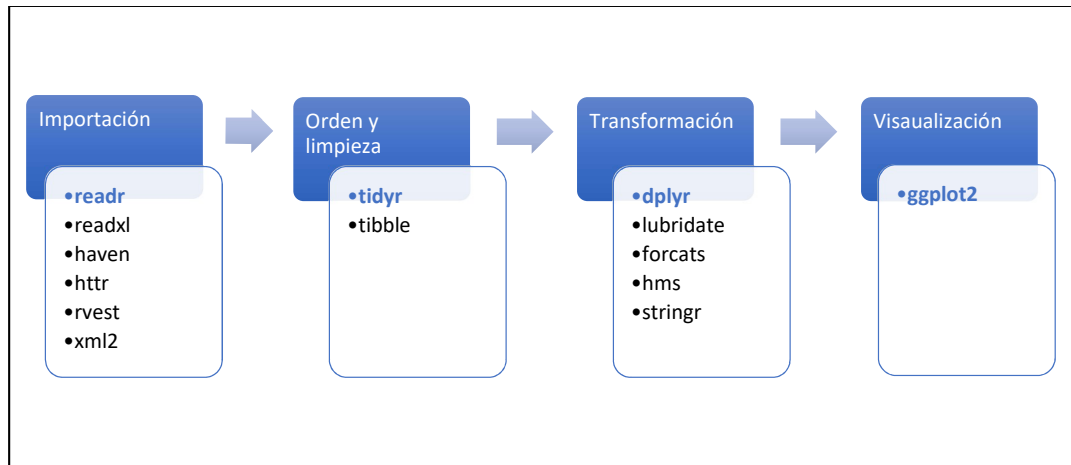 Importación
•readr
•readxl
•haven
•httr
•rvest
•xml2
Orden y
limpieza
•tidyr
•tibble
Transformación
•dplyr
•lubridate
•forcats
•hms
•stringr
Visaualización
•ggplot2